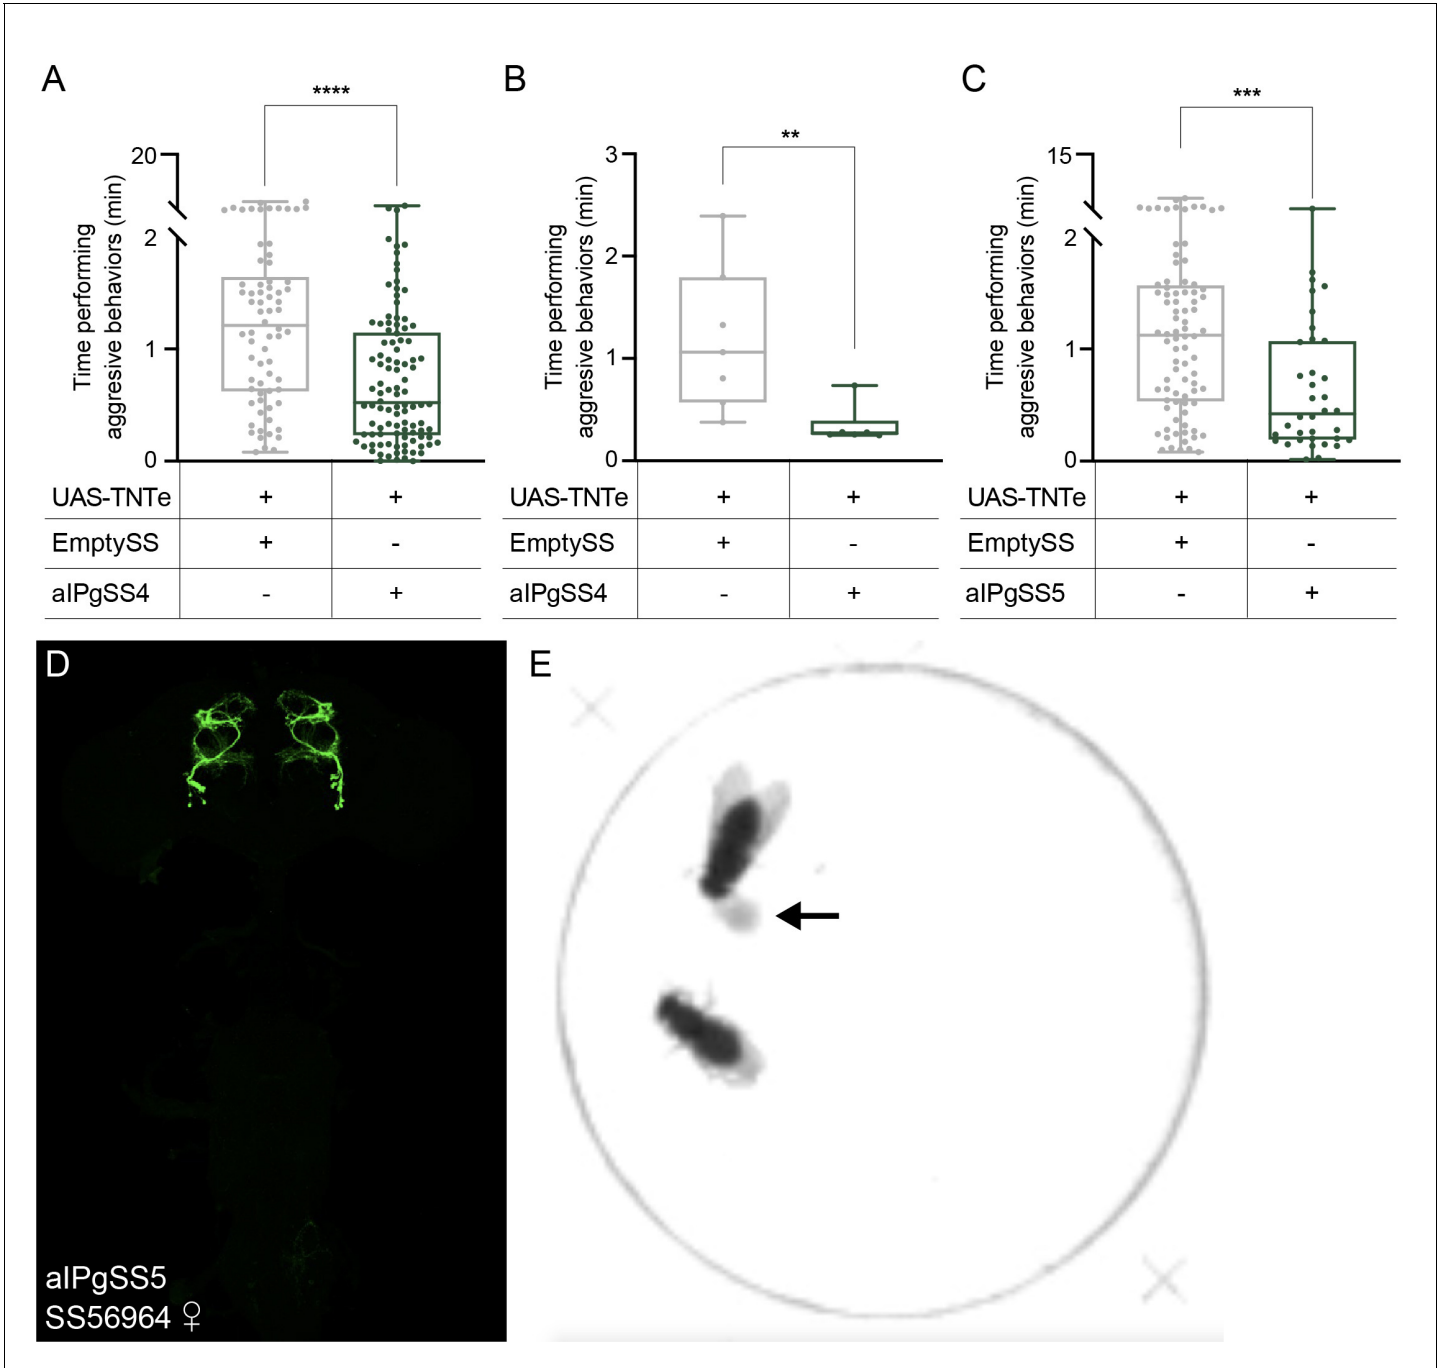 A
****
20
2
1
0
Time performing
aggresive behaviors (min)
UAS-TNTe + +
EmptySS + -
aIPgSS4 - +
B
**
3
2
1
0
Time performing
aggresive behaviors (min)
UAS-TNTe + +
EmptySS + -
aIPgSS4 - +
C
***
15
2
1
0
Time performing
aggresive behaviors (min)
UAS-TNTe + +
EmptySS + -
aIPgSS5 - +
D
aIPgSS5
SS56964 ♀
E